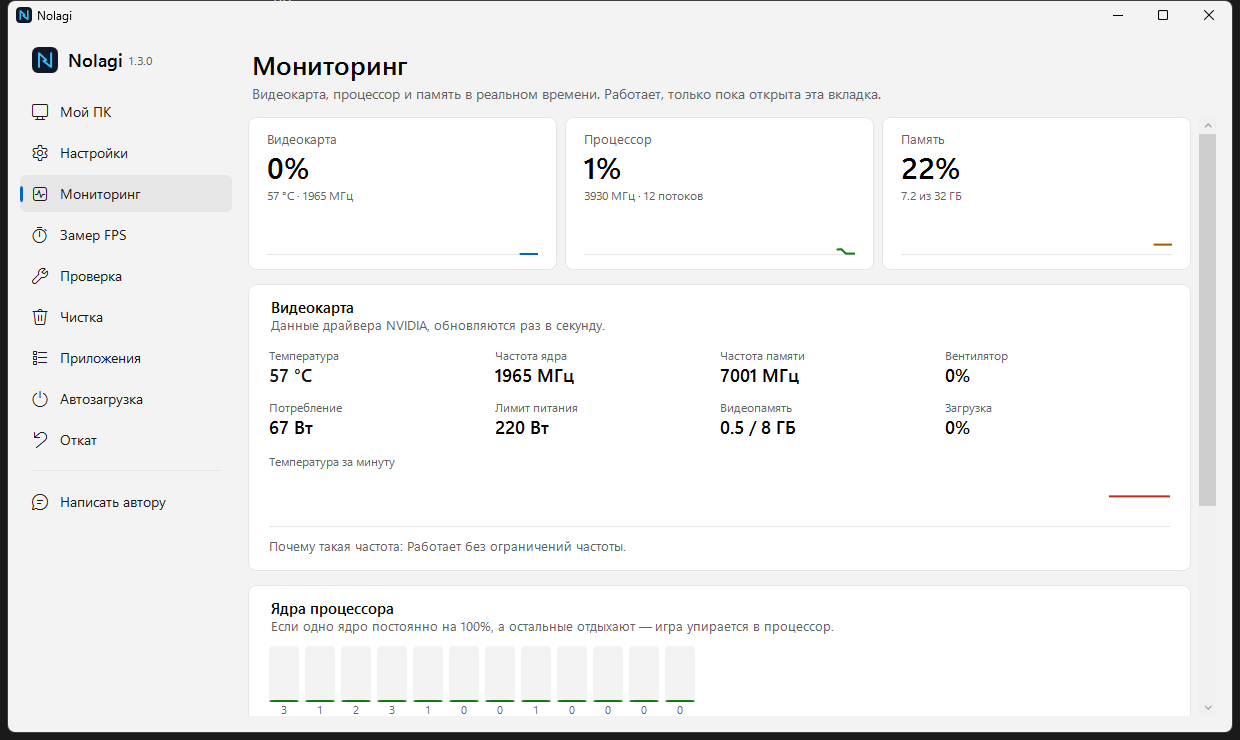 Nolagi
Nolagi 1.3.0
Мой ПК
Настройки
Мониторинг
Замер FPS
Проверка
Чистка
Приложения
Автозагрузка
Откат
Написать автору
Мониторинг
Видеокарта, процессор и память в реальном времени. Работает, только пока открыта эта вкладка.
Видеокарта
0%
57 °C · 1965 МГц
Процессор
1%
3930 МГц · 12 потоков
Память
22%
7.2 из 32 ГБ
Видеокарта
Данные драйвера NVIDIA, обновляются раз в секунду.
Температура
57 °C
Частота ядра
1965 МГц
Частота памяти
7001 МГц
Вентилятор
0%
Потребление
67 Вт
Лимит питания
220 Вт
Видеопамять
0.5 / 8 ГБ
Загрузка
0%
Температура за минуту
Почему такая частота: Работает без ограничений частоты.
Ядра процессора
Если одно ядро постоянно на 100%, а остальные отдыхают — игра упирается в процессор.
3 1 2 3 1 0 0 1 0 0 0 0